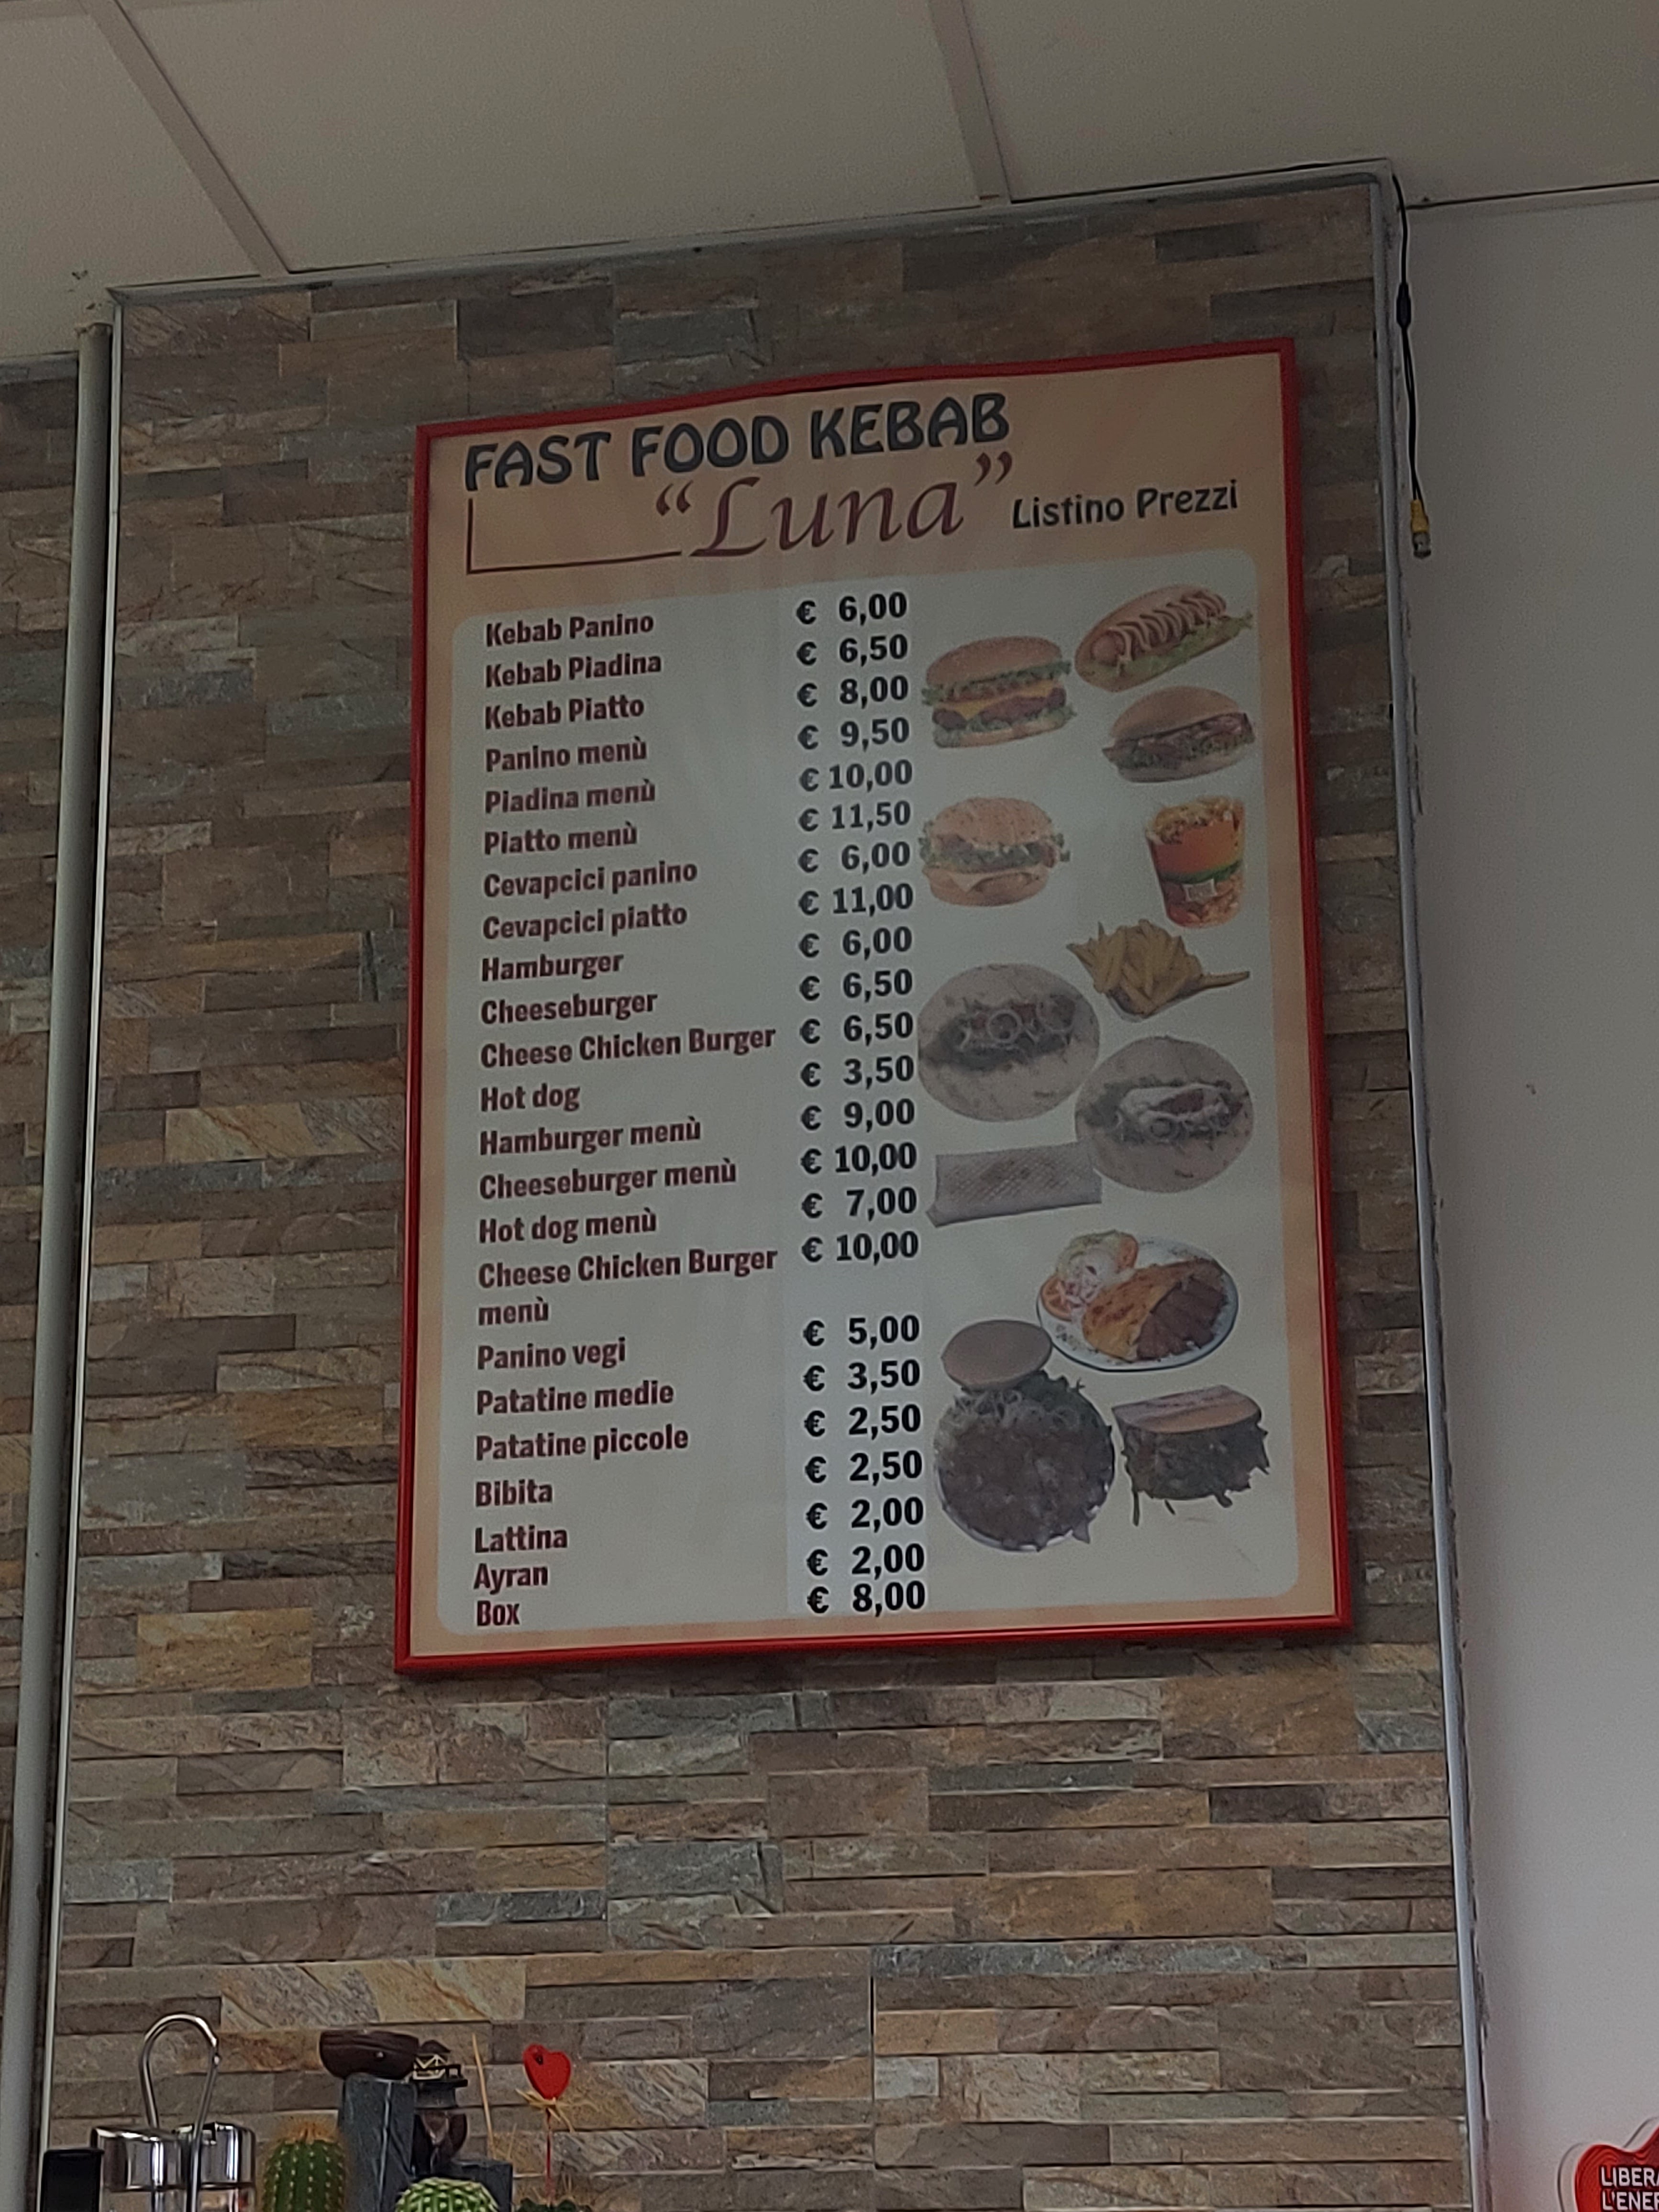 FAST FOOD KEBAB
“Luna” Listino Prezzi
Kebab Panino € 6,00
Kebab Piadina € 6,50
Kebab Piatto € 8,00
Panino menù € 9,50
Piadina menù € 10,00
Piatto menù € 11,50
Cevapcici panino € 6,00
Cevapcici piatto € 11,00
Hamburger € 6,00
Cheeseburger € 6,50
Cheese Chicken Burger € 6,50
Hot dog € 3,50
Hamburger menù € 9,00
Cheeseburger menù € 10,00
Hot dog menù € 7,00
Cheese Chicken Burger € 10,00
menù
Panino vegi € 5,00
Patatine medie € 3,50
Patatine piccole € 2,50
Bibita € 2,50
Lattina € 2,00
Ayran € 2,00
Box € 8,00